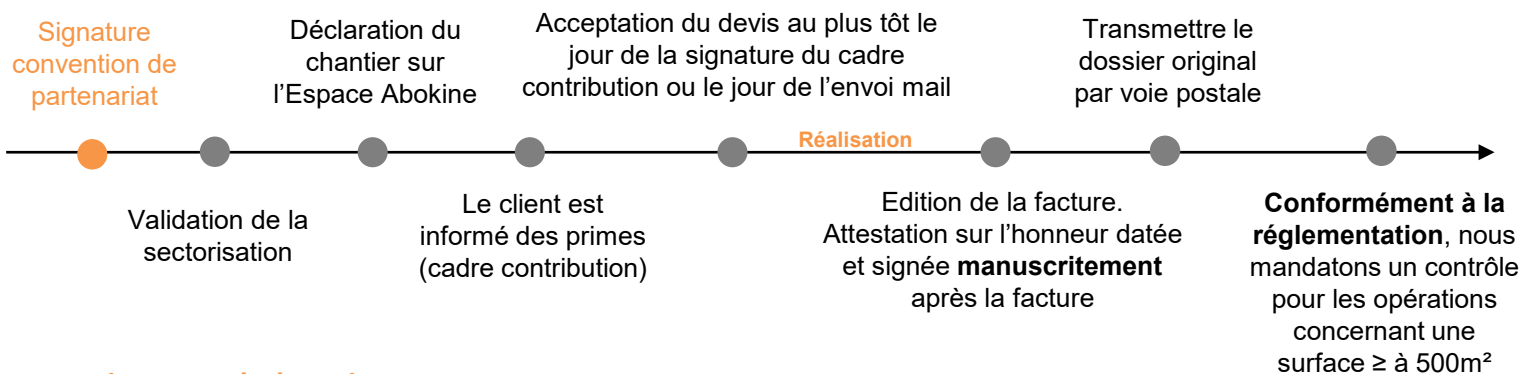 Signature
convention de
partenariat
Déclaration du
chantier sur
l'Espace Abokine
Acceptation du devis au plus tôt le
jour de la signature du cadre
contribution ou le jour de l'envoi mail
Transmettre le
dossier original
par voie postale
Réalisation
Validation de la
sectorisation
Le client est
informé des primes
(cadre contribution)
Edition de la facture.
Attestation sur l'honneur datée
et signée manuscritement
après la facture
Conformément à la
réglementation, nous
mandatons un contrôle
pour les opérations
concernant une
surface ≥ à 500m²